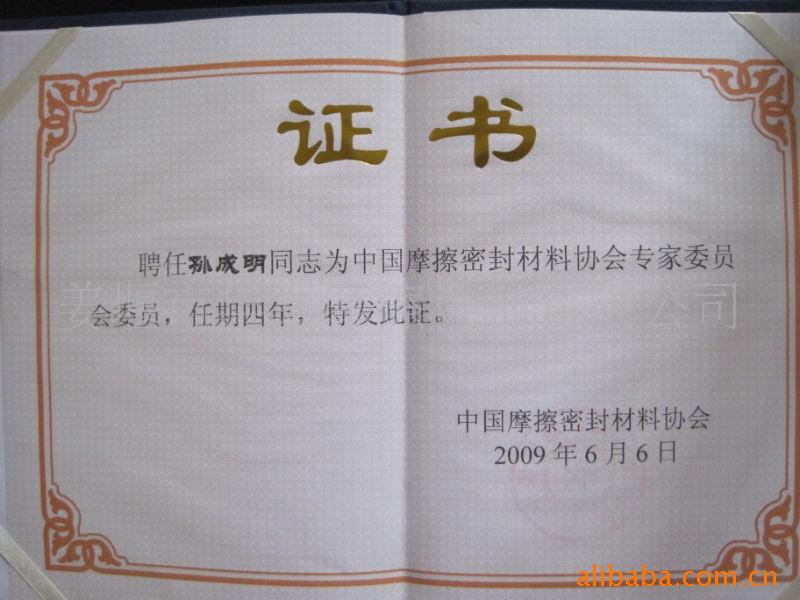 证书
聘任孙成明同志为中国摩擦密封材料协会专家委员
会委员，任期四年，特发此证。
公司
中国摩擦密封材料协会
2009年6月6日
alibaba.com.cn